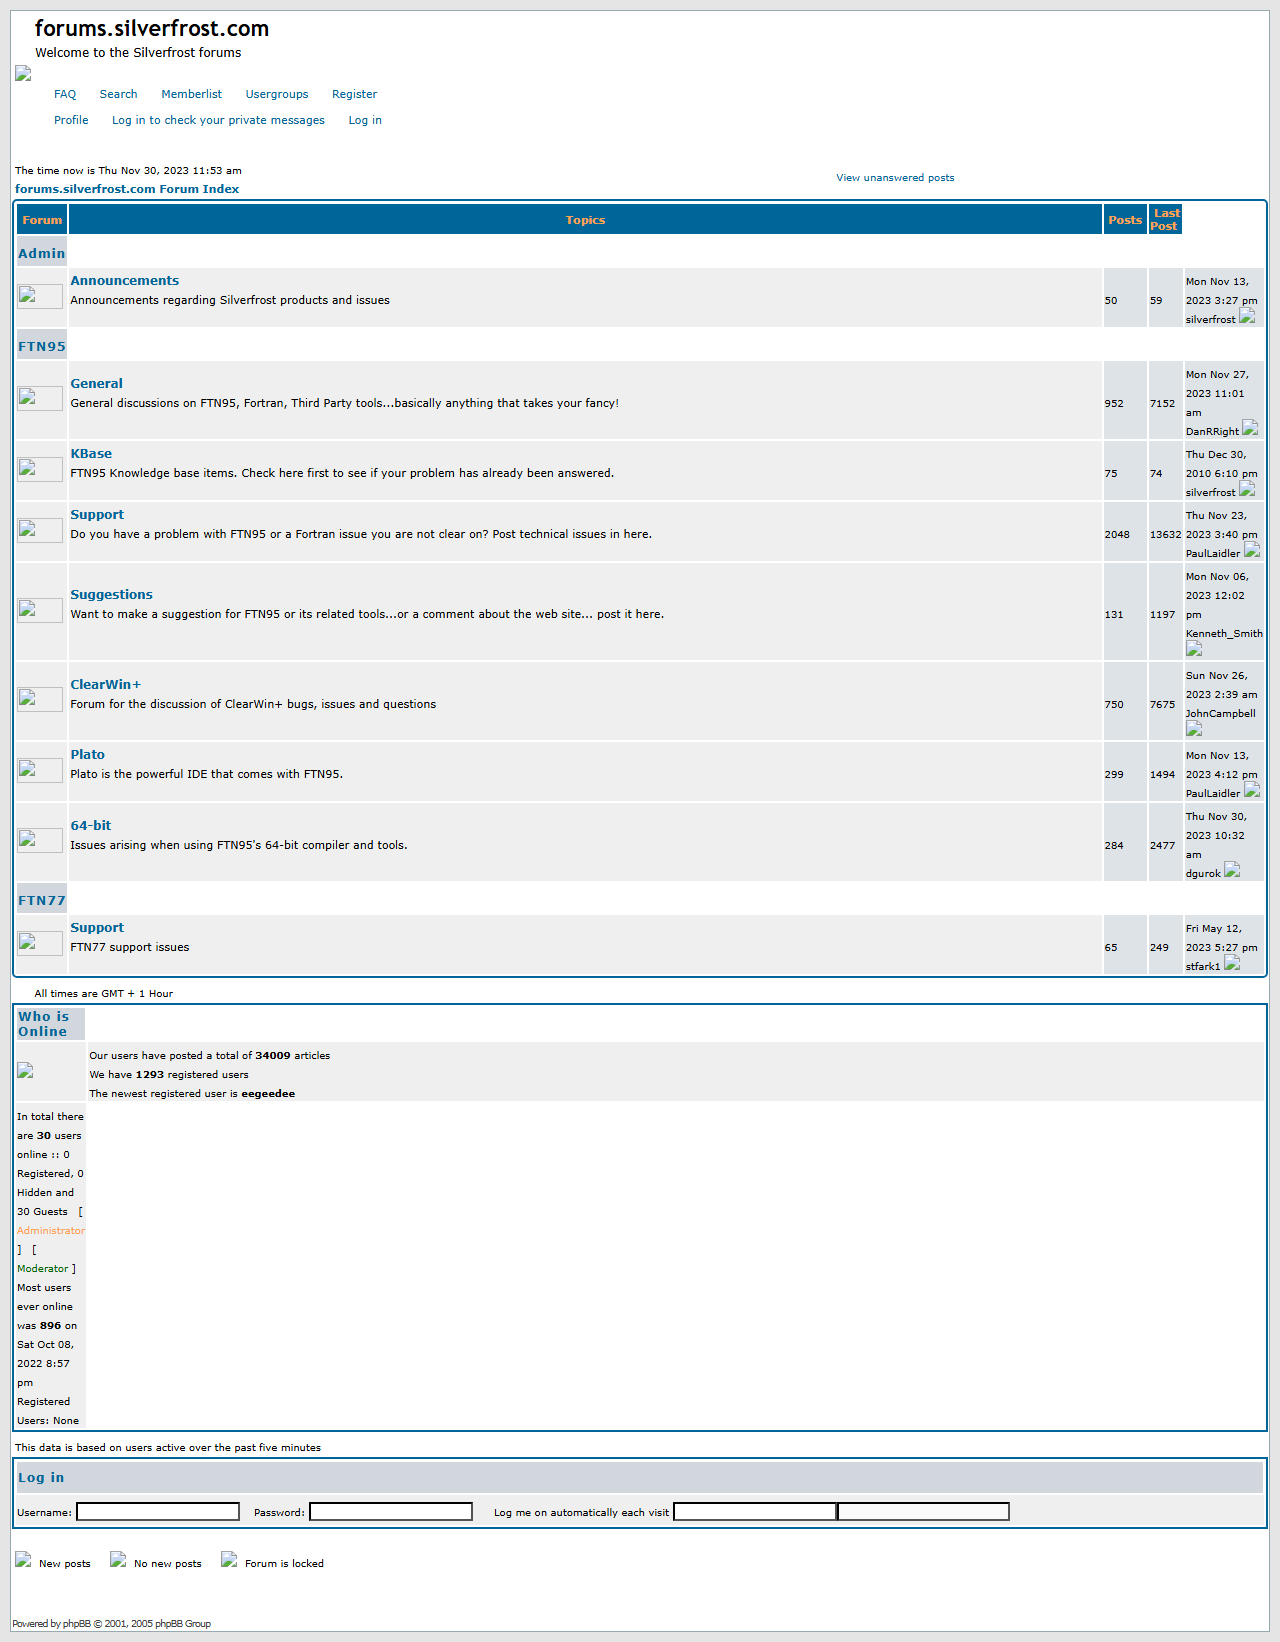 forums.silverfrost.com
Welcome to the Silverfrost forums
FAQ Search Memberlist Usergroups Register
Profile Log in to check your private messages Log in
The time now is Thu Nov 30, 2023 11:53 am
forums.silverfrost.com Forum Index
View unanswered posts
Forum Topics Posts Last
Post
Admin
Announcements
Announcements regarding Silverfrost products and issues
50
59
Mon Nov 13,
2023 3:27 pm
silverfrost
FTN95
General
General discussions on FTN95, Fortran, Third Party tools...basically anything that takes your fancy!
952
7152
Mon Nov 27,
2023 11:01
am
DanRRight
KBase
FTN95 Knowledge base items. Check here first to see if your problem has already been answered.
75
74
Thu Dec 30,
2010 6:10 pm
silverfrost
Support
Do you have a problem with FTN95 or a Fortran issue you are not clear on? Post technical issues in here.
2048
13632
Thu Nov 23,
2023 3:40 pm
PaulLaidler
Suggestions
Want to make a suggestion for FTN95 or its related tools...or a comment about the web site... post it here.
131
1197
Mon Nov 06,
2023 12:02
pm
Kenneth_Smith
ClearWin+
Forum for the discussion of ClearWin+ bugs, issues and questions
750
7675
Sun Nov 26,
2023 2:39 am
JohnCampbell
Plato
Plato is the powerful IDE that comes with FTN95.
299
1494
Mon Nov 13,
2023 4:12 pm
PaulLaidler
64-bit
Issues arising when using FTN95's 64-bit compiler and tools.
284
2477
Thu Nov 30,
2023 10:32
am
dgurok
FTN77
Support
FTN77 support issues
65
249
Fri May 12,
2023 5:27 pm
stfark1
All times are GMT + 1 Hour
Who is
Online
Our users have posted a total of 34009 articles
We have 1293 registered users
The newest registered user is eegeedee
In total there
are 30 users
online :: 0
Registered, 0
Hidden and
30 Guests [
Administrator
] [
Moderator ]
Most users
ever online
was 896 on
Sat Oct 08,
2022 8:57
pm
Registered
Users: None
This data is based on users active over the past five minutes
Log in
Username: Password: Log me on automatically each visit
New posts No new posts Forum is locked
Powered by phpBB © 2001, 2005 phpBB Group